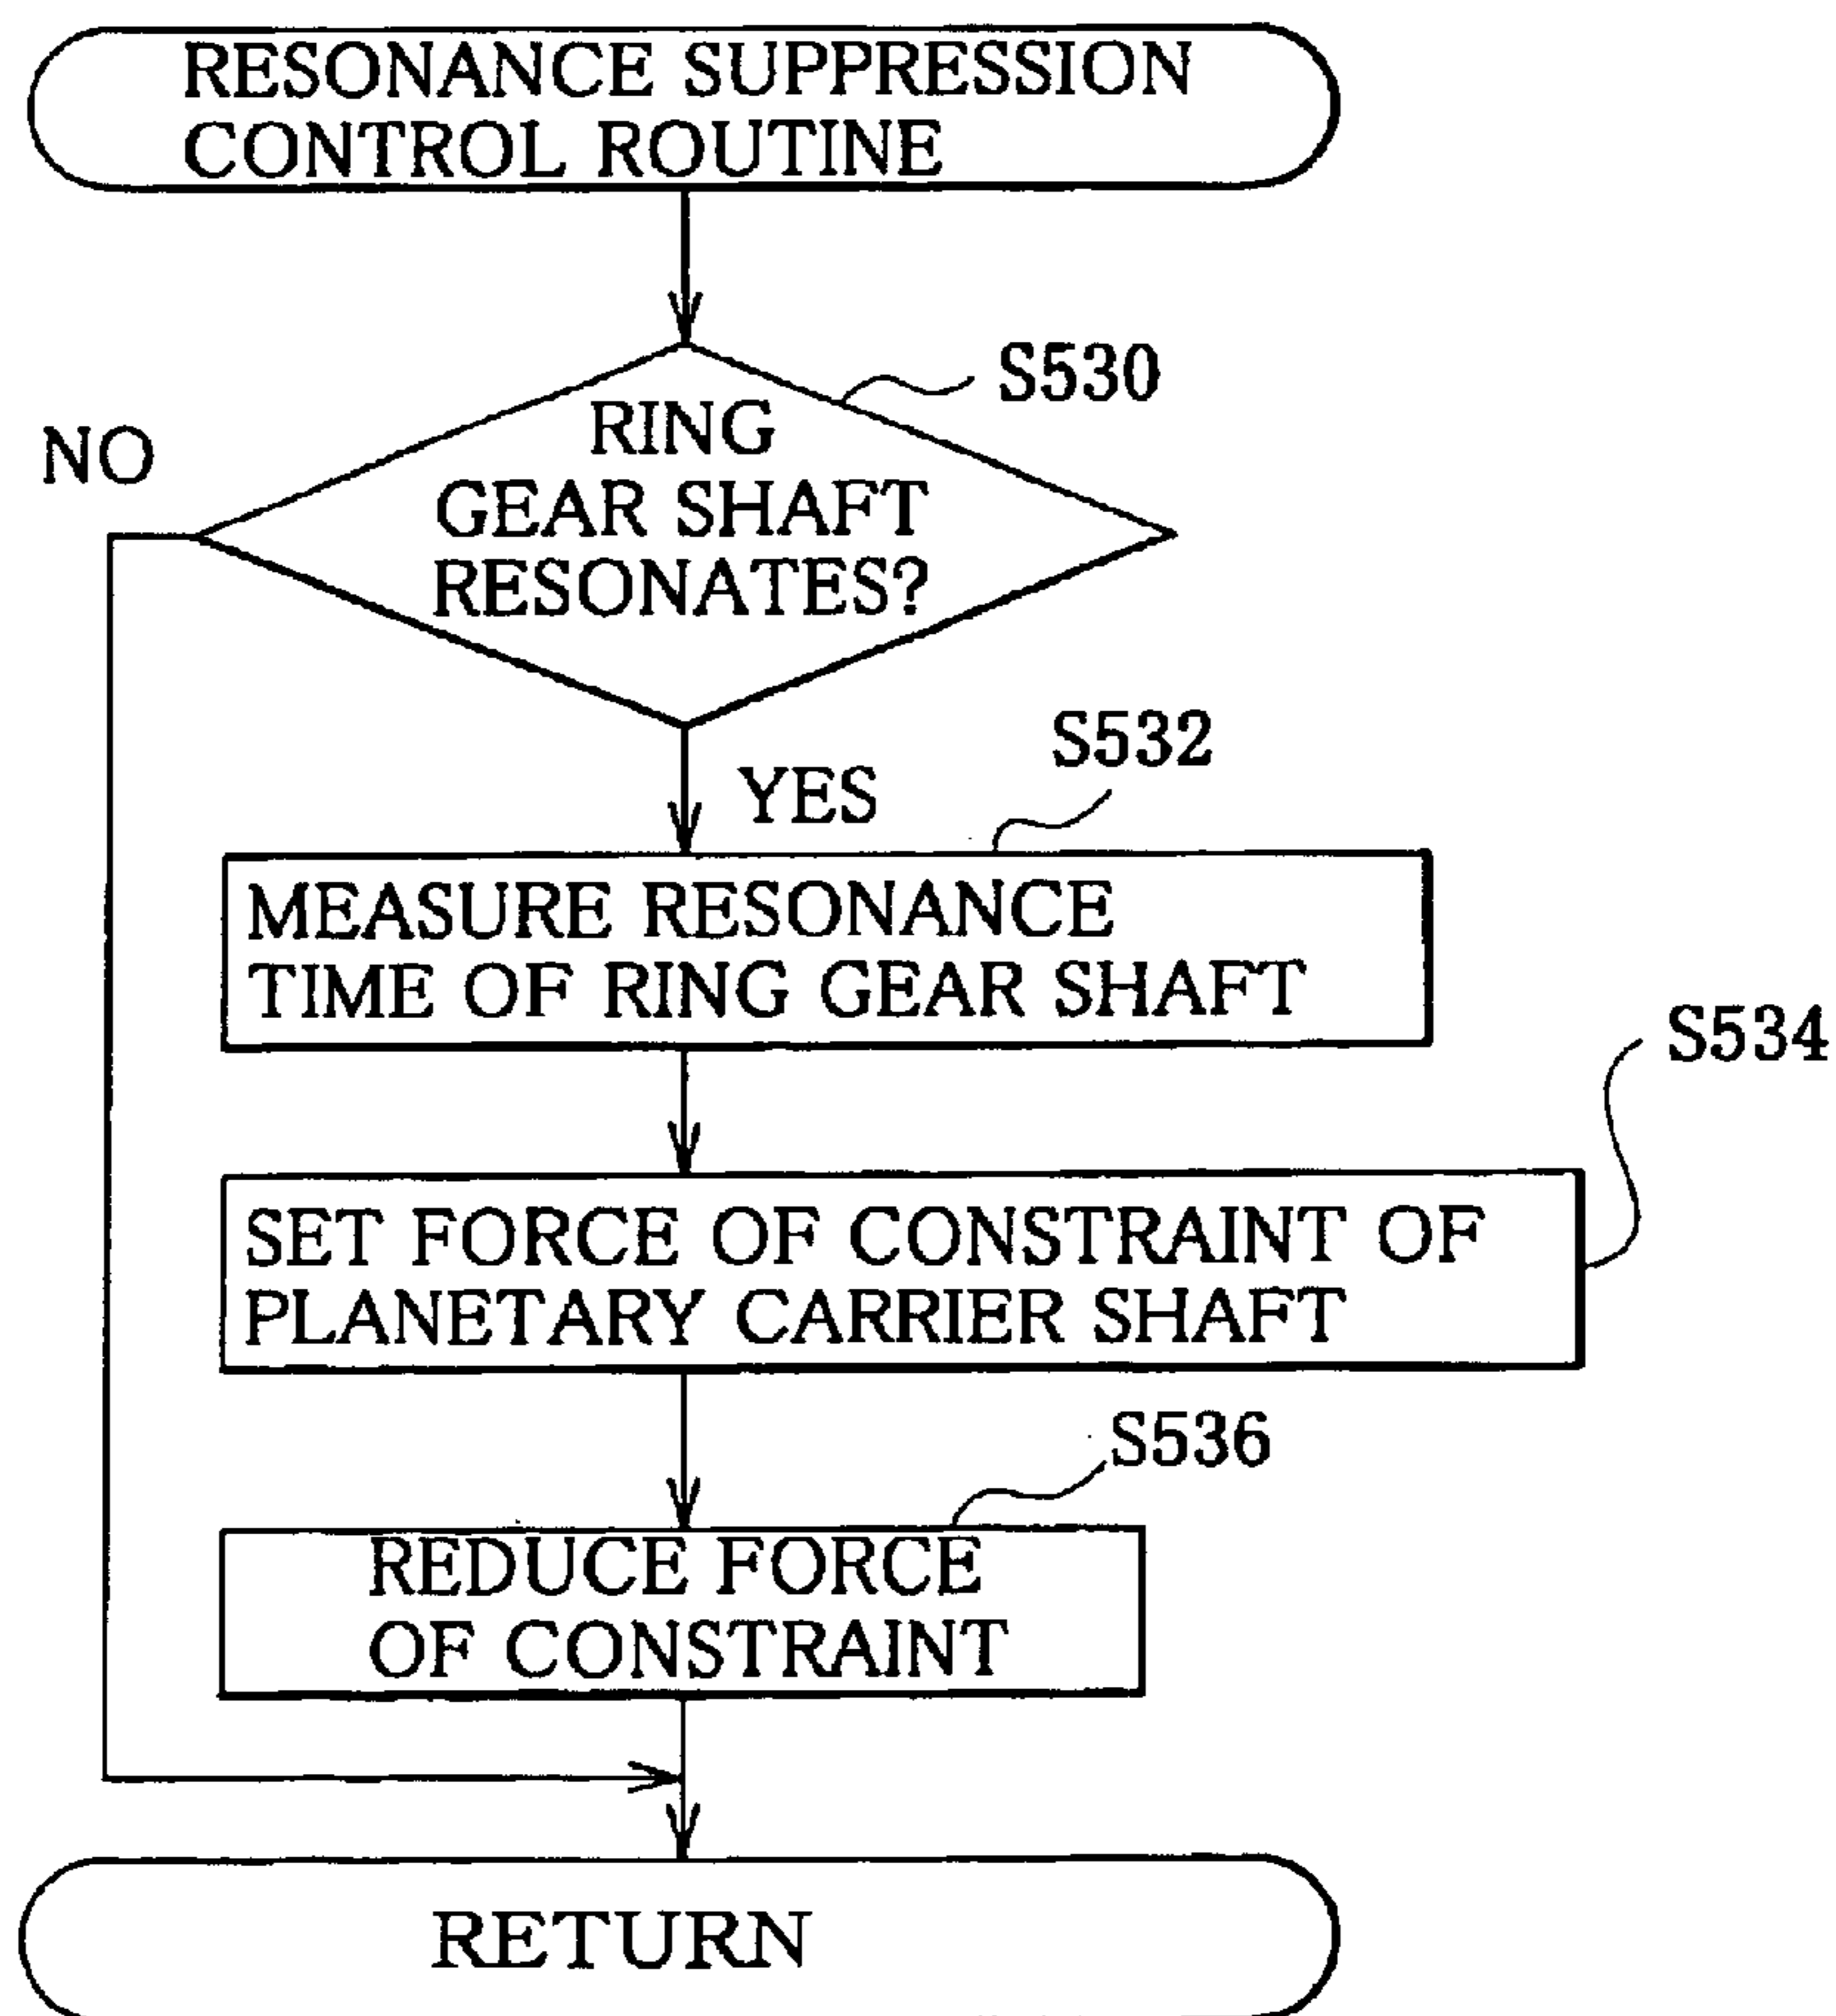 RESONANCE SUPPRESSION
CONTROL ROUTINE
S530
RING
GEAR SHAFT
RESONATES?
NO
YES
S532
MEASURE RESONANCE
TIME OF RING GEAR SHAFT
S534
SET FORCE OF CONSTRAINT OF
PLANETARY CARRIER SHAFT
S536
REDUCE FORCE
OF CONSTRAINT
RETURN